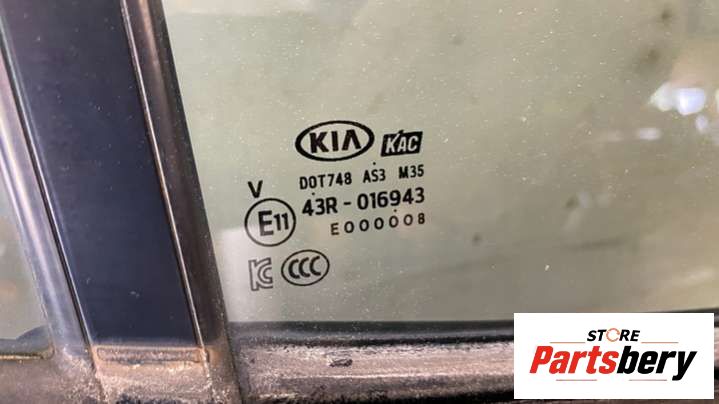 KIA KAC
DOT748 AS3 M35
V
E11 43R-016943
E000008
KC CCC
STORE
Partsbery